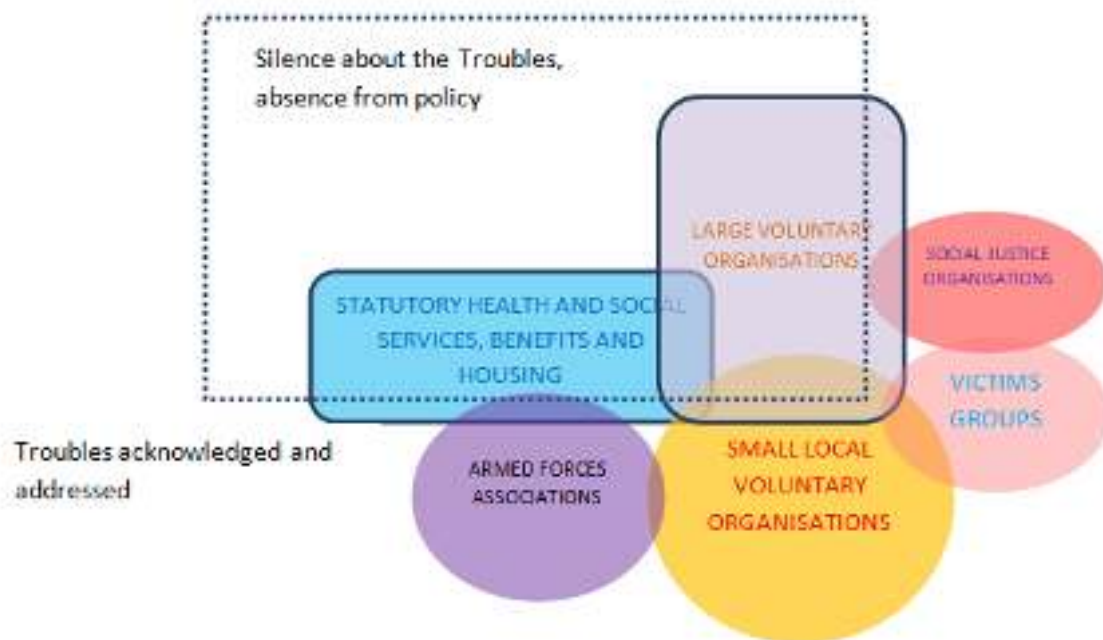 Silence about the Troubles,
absence from policy
LARGE VOLUNTARY
ORGANISATIONS
SOCIAL JUSTICE
ORGANISATIONS
STATUTORY HEALTH AND SOCIAL
SERVICES, BENEFITS AND
HOUSING
VICTIMS
GROUPS
Troubles acknowledged and
addressed
ARMED FORCES
ASSOCIATIONS
SMALL LOCAL
VOLUNTARY
ORGANISATIONS